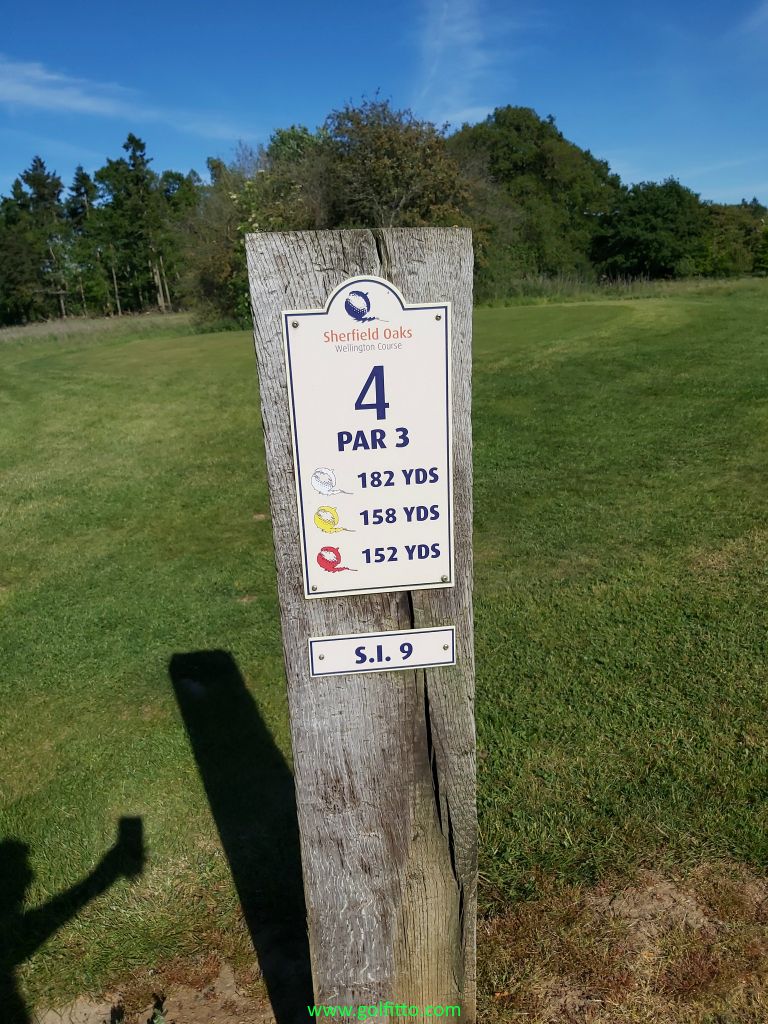 Sherfield Oaks
Wellington Course
4
PAR 3
182 YDS
158 YDS
152 YDS
S.I. 9
www.golfitto.com